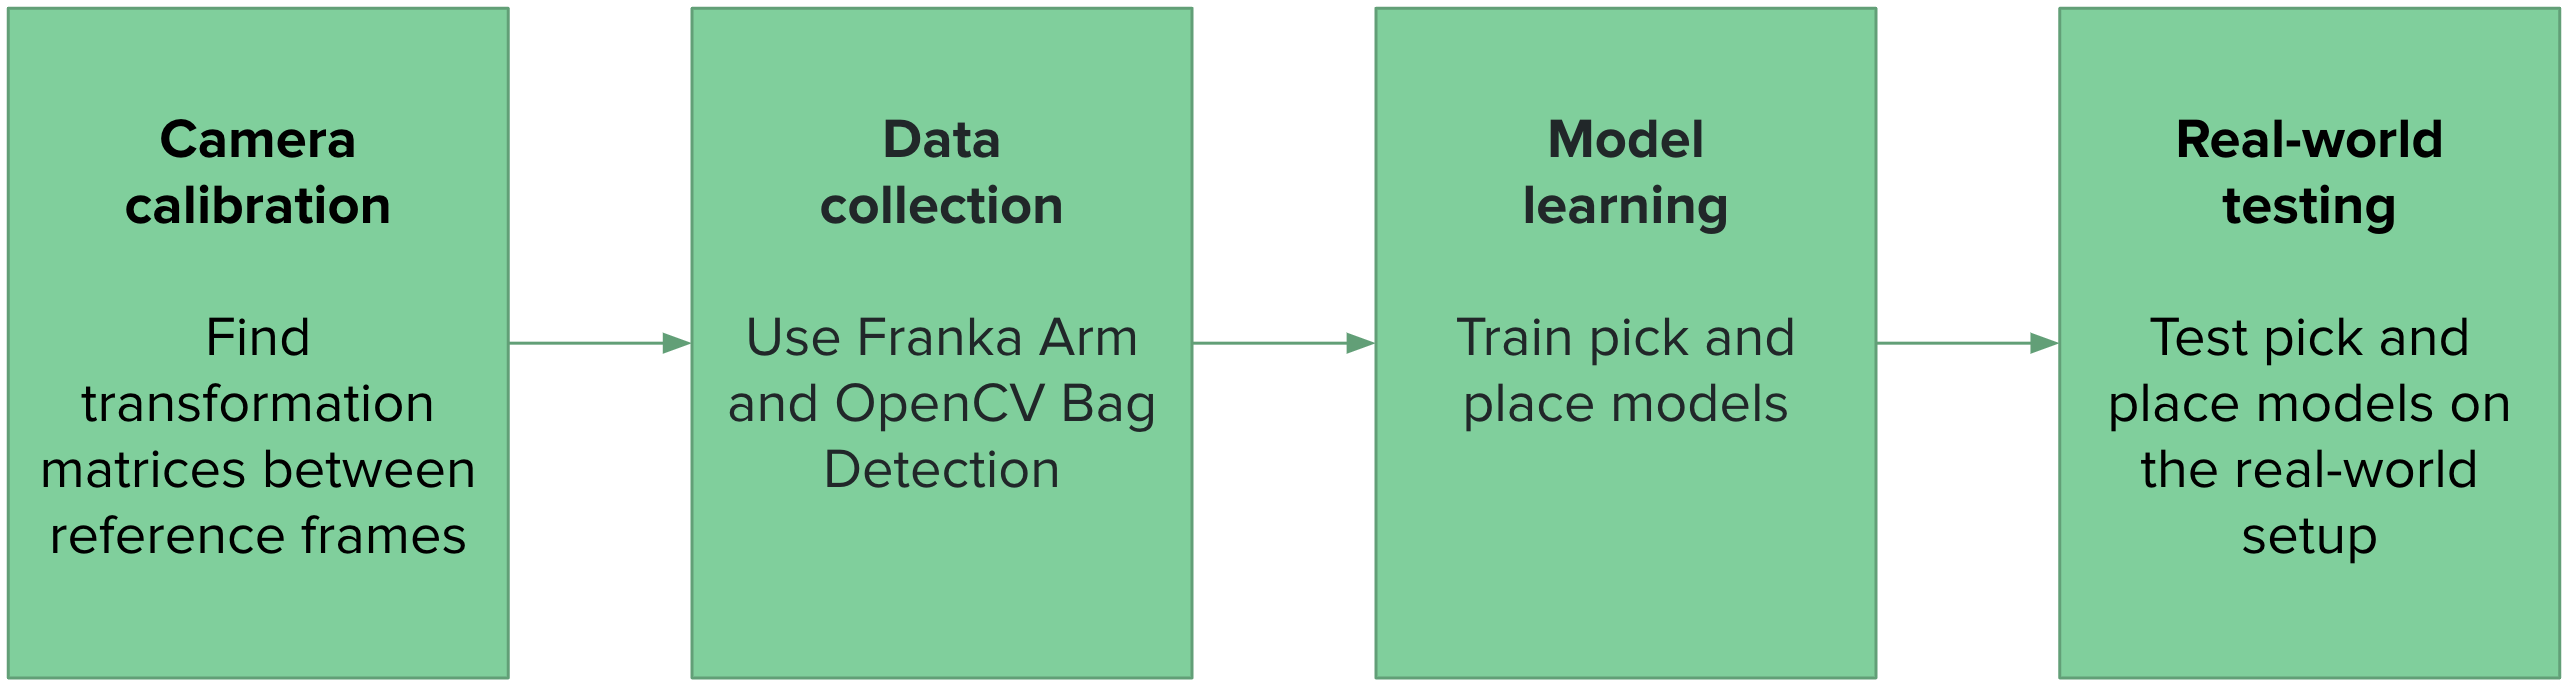 Camera
calibration
Find
transformation
matrices between
reference frames
Data
collection
Use Franka Arm
and OpenCV Bag
Detection
Model
learning
Train pick and
place models
Real-world
testing
Test pick and
place models on
the real-world
setup